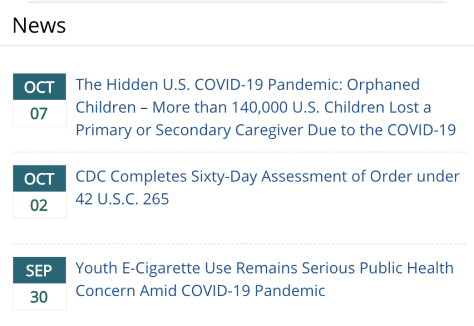 News
OCT
07
The Hidden U.S. COVID-19 Pandemic: Orphaned
Children – More than 140,000 U.S. Children Lost a
Primary or Secondary Caregiver Due to the COVID-19
OCT
02
CDC Completes Sixty-Day Assessment of Order under
42 U.S.C. 265
SEP
30
Youth E-Cigarette Use Remains Serious Public Health
Concern Amid COVID-19 Pandemic